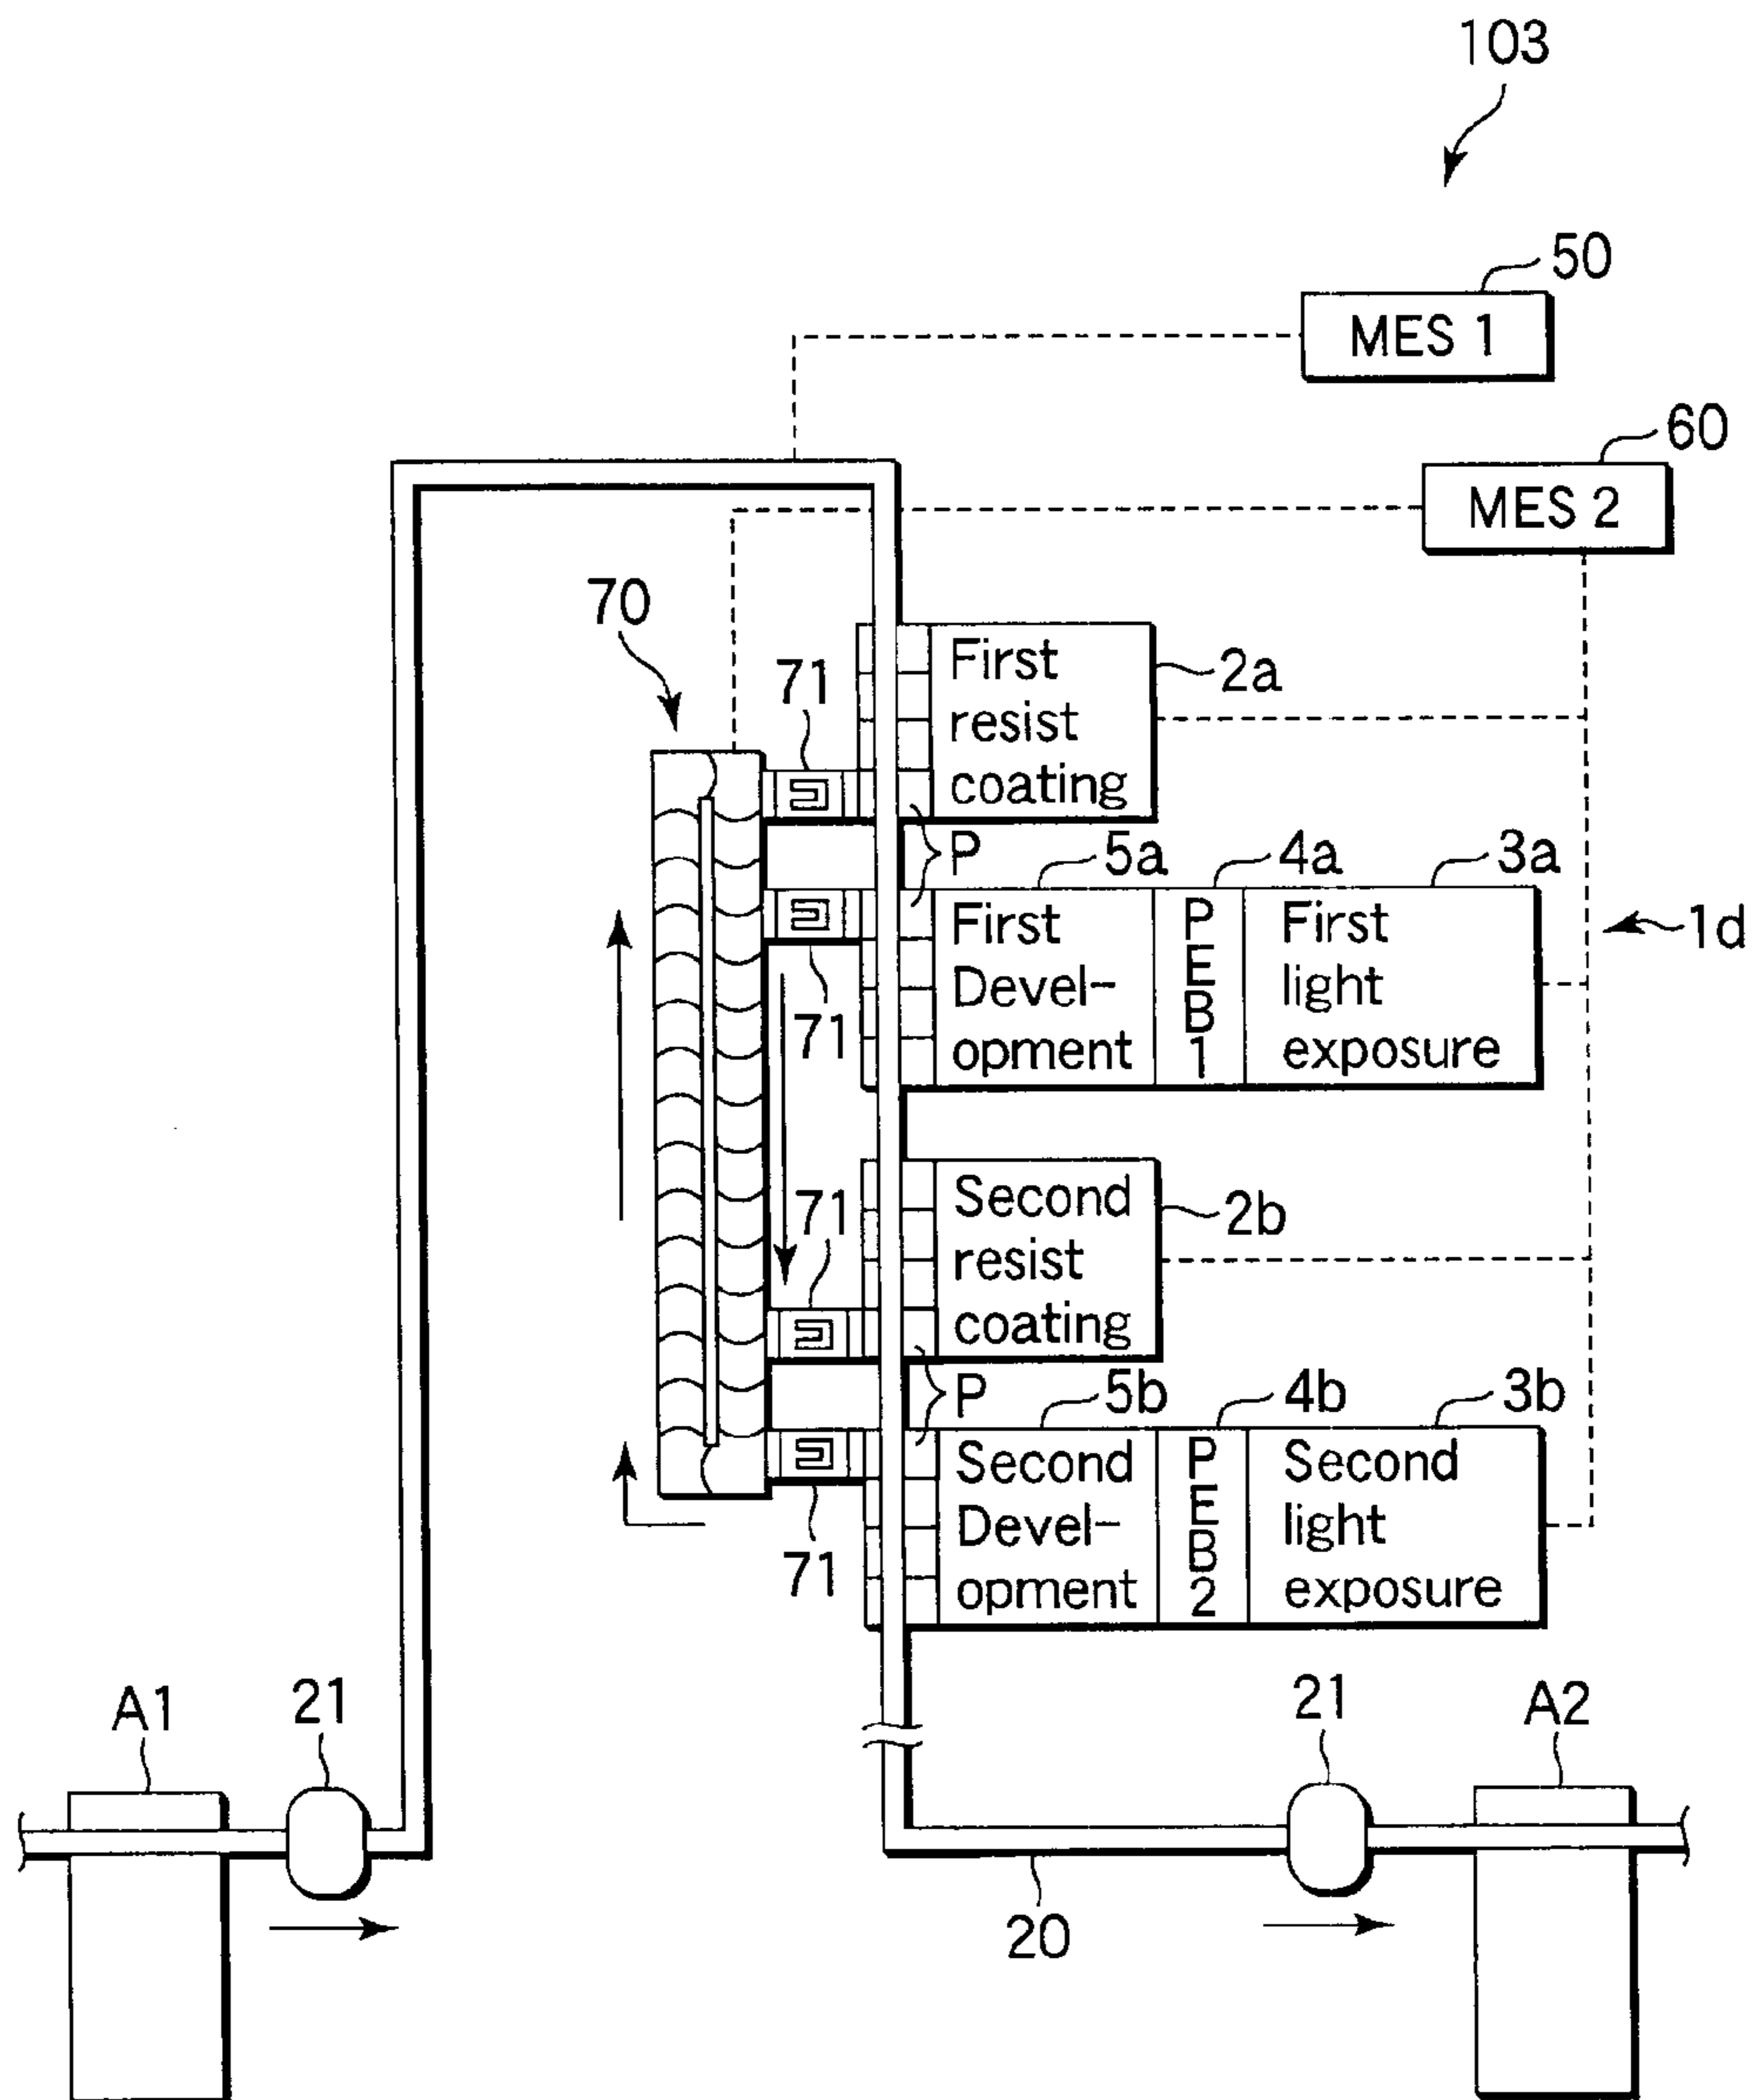 103
50
MES 1
60
MES 2
70
71
First
resist
coating
2a
P
5a
4a
3a
First
Devel-
opment
P
E
B
1
First
light
exposure
1d
71
71
Second
resist
coating
2b
P
5b
4b
3b
Second
Devel-
opment
P
E
B
2
Second
light
exposure
71
A1
21
21
A2
20